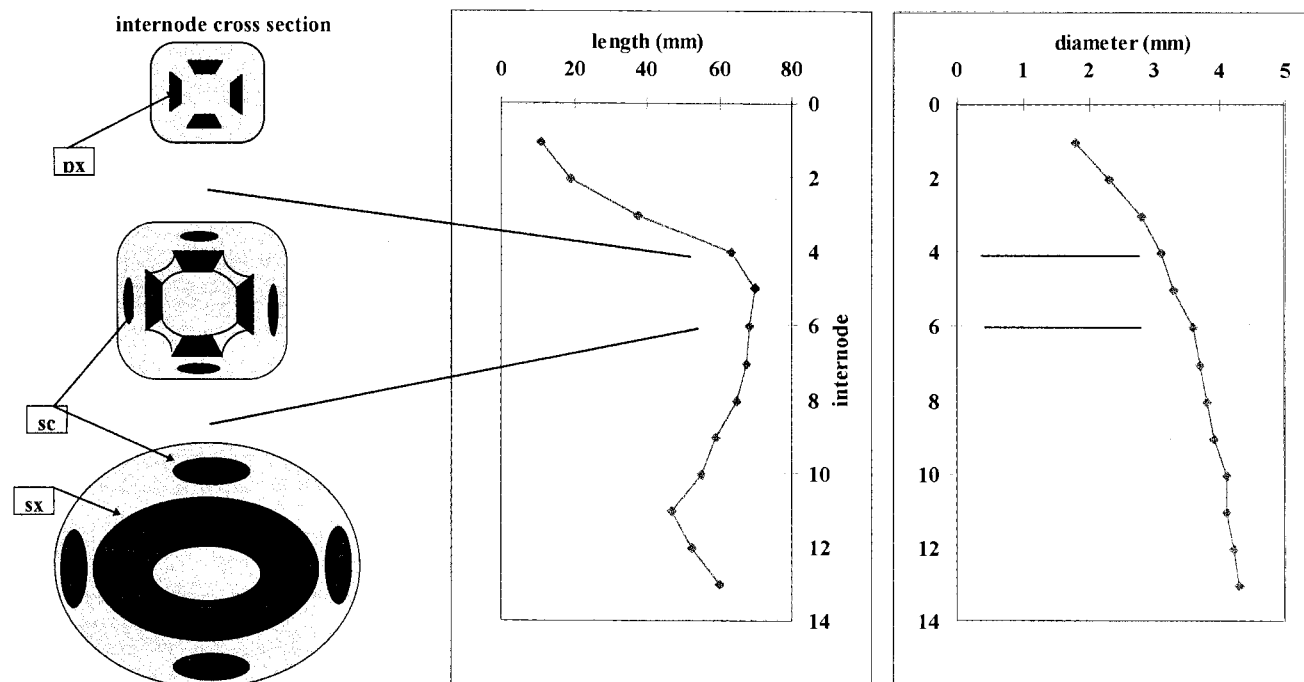 internode cross section
px
sc
sx
length (mm)
0 20 40 60 80
0
2
4
6
8
10
12
14
internode
diameter (mm)
0 1 2 3 4 5
0
2
4
6
8
10
12
14